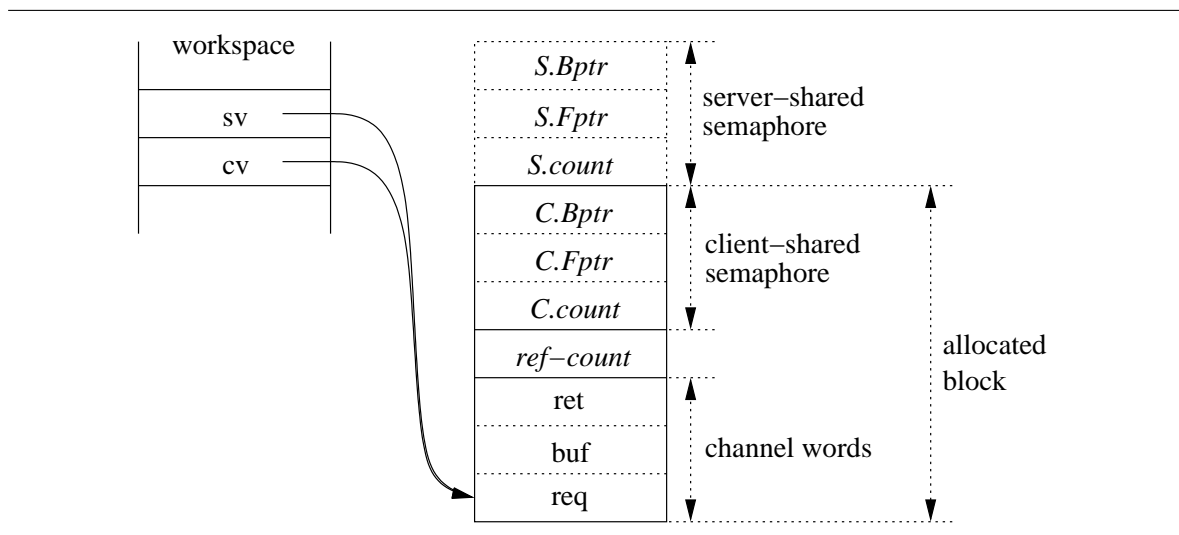 workspace
sv
cv
S.Bptr
S.Fptr
S.count
C.Bptr
C.Fptr
C.count
ref−count
ret
buf
req
server−shared
semaphore
client−shared
semaphore
channel words
allocated
block